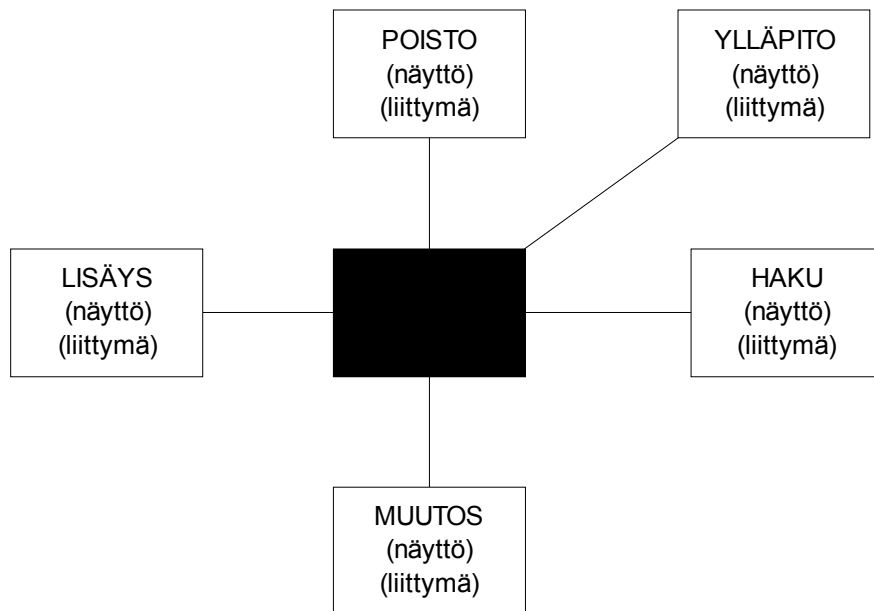 POISTO
(näyttö)
(liittymä)
YLLÄPITO
(näyttö)
(liittymä)
LISÄYS
(näyttö)
(liittymä)
HAKU
(näyttö)
(liittymä)
MUUTOS
(näyttö)
(liittymä)